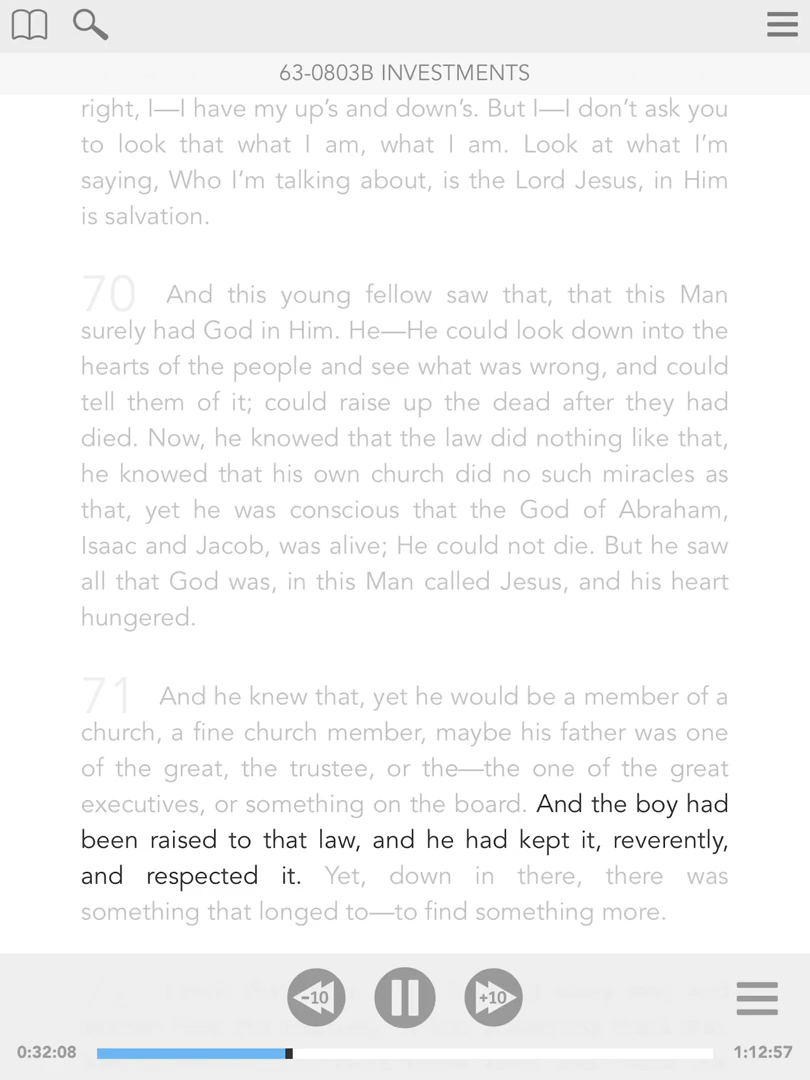 63-0803B INVESTMENTS
right, I—I have my up’s and down’s. But I—I don’t ask you
to look that what I am, what I am. Look at what I’m
saying, Who I’m talking about, is the Lord Jesus, in Him
is salvation.
70 And this young fellow saw that, that this Man
surely had God in Him. He—He could look down into the
hearts of the people and see what was wrong, and could
tell them of it; could raise up the dead after they had
died. Now, he knowed that the law did nothing like that,
he knowed that his own church did no such miracles as
that, yet he was conscious that the God of Abraham,
Isaac and Jacob, was alive; He could not die. But he saw
all that God was, in this Man called Jesus, and his heart
hungered.
71 And he knew that, yet he would be a member of a
church, a fine church member, maybe his father was one
of the great, the trustee, or the—the one of the great
executives, or something on the board. And the boy had
been raised to that law, and he had kept it, reverently,
and respected it. Yet, down in there, there was
something that longed to—to find something more.
-10 +10
0:32:08 1:12:57